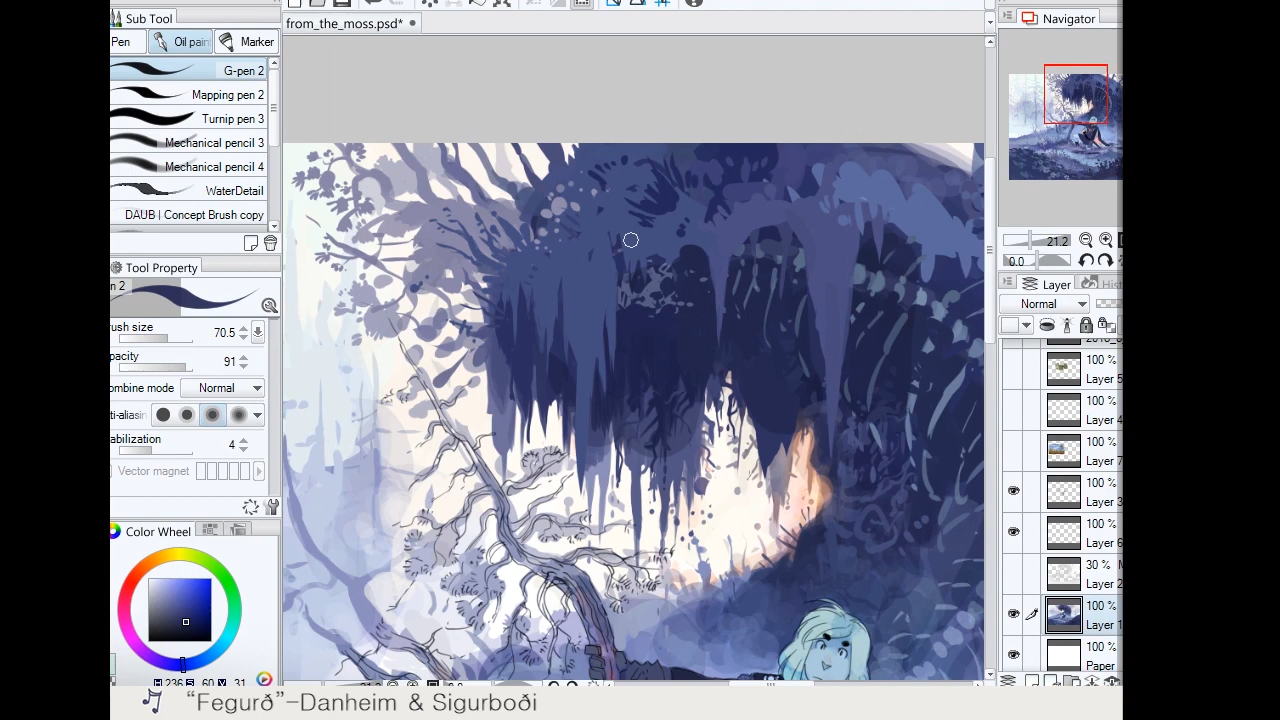 Sub Tool
Pen
Oil pain
Marker
G-pen 2
Mapping pen 2
Turnip pen 3
Mechanical pencil 3
Mechanical pencil 4
WaterDetail
DAUB | Concept Brush copy
Tool Property
n 2
rush size 70.5
pacity 91
ombine mode Normal
ti-aliasin
abilization 4
Vector magnet
Color Wheel
H 236 S 60 V 31
from_the_moss.psd*
Navigator
21.2
0.0
Layer
Hist
Normal
100 %
Layer 5
100 %
Layer 4
100 %
Layer 7
100 %
Layer 3
100 %
Layer 6
30 %
Layer 2
100 %
Layer 1
100 %
Paper
“Fegurð”-Danheim & Sigurboði